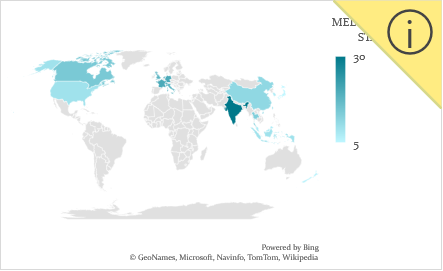 30
5
Powered by Bing
© GeoNames, Microsoft, Navinfo, TomTom, Wikipedia